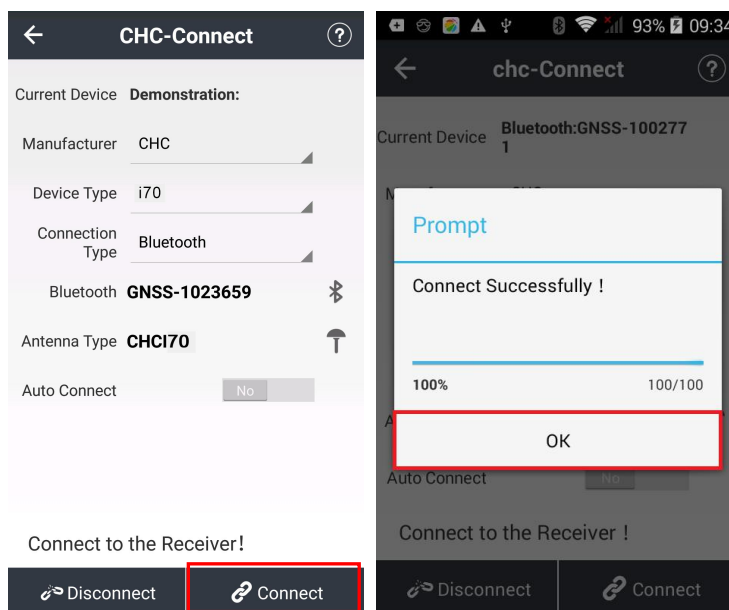 CHC-Connect
?
Current Device Demonstration:
Manufacturer CHC
Device Type i70
Connection
Type
Bluetooth
Bluetooth GNSS-1023659
Antenna Type CHCI70
Auto Connect No
Connect to the Receiver!
Disconnect Connect
93% 09:34
chc-Connect
?
Current Device
Bluetooth:GNSS-100277
1
Prompt
Connect Successfully !
100% 100/100
OK
Auto Connect No
Connect to the Receiver !
Disconnect Connect